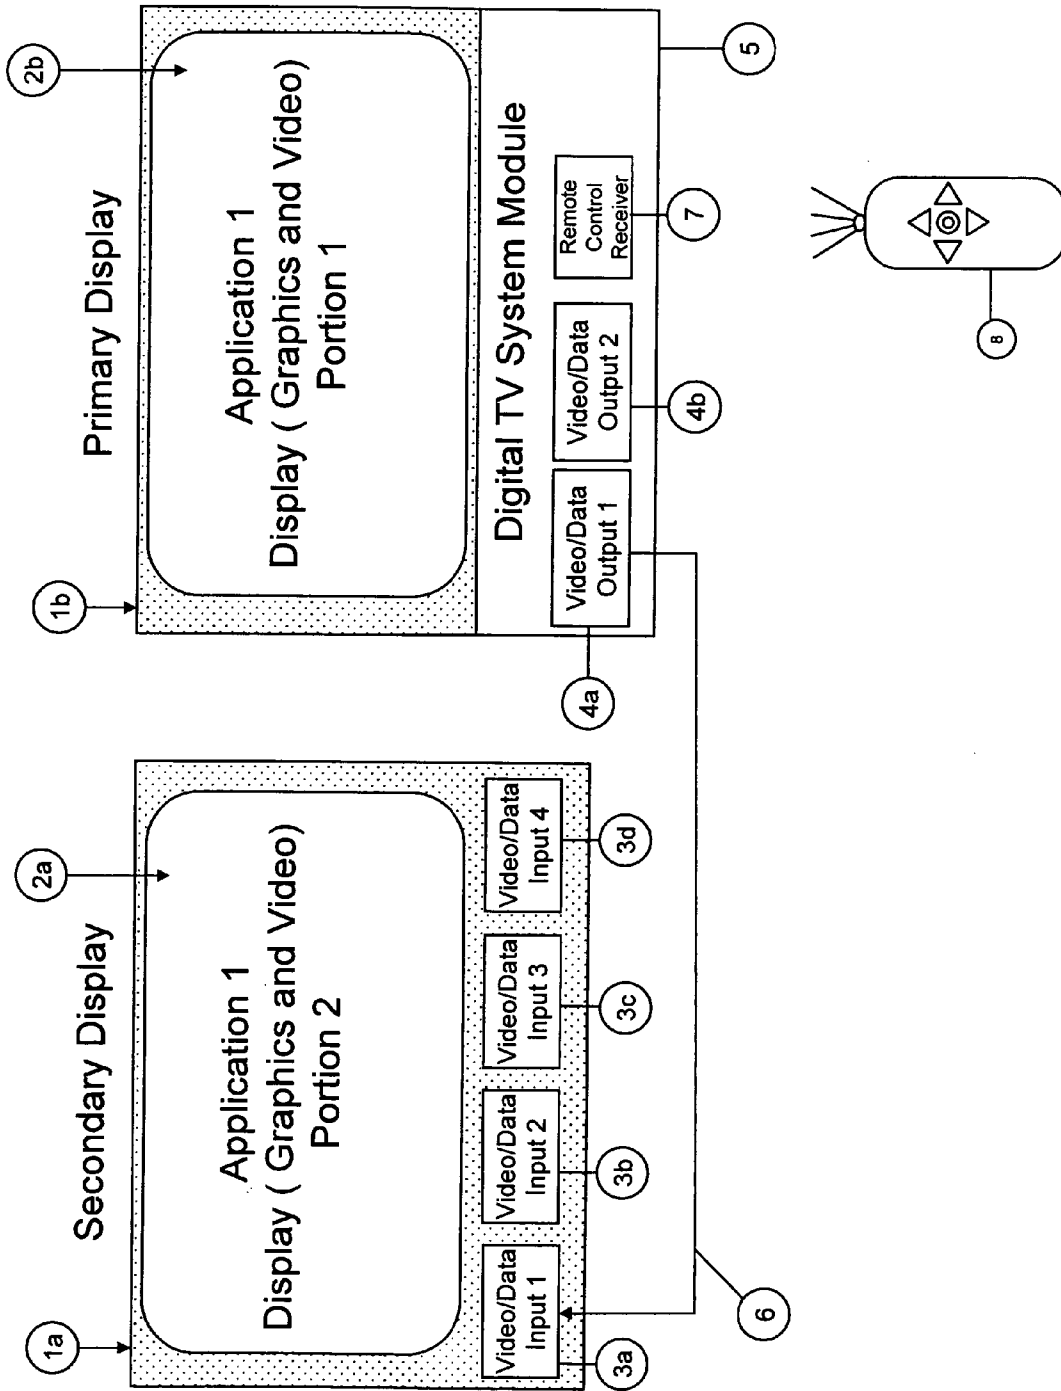 Secondary Display
1a
2a
Application 1
Display ( Graphics and Video)
Portion 2
Video/Data
Input 1
Video/Data
Input 2
Video/Data
Input 3
Video/Data
Input 4
3a
3b
3c
3d
6
Primary Display
1b
2b
Application 1
Display ( Graphics and Video)
Portion 1
Digital TV System Module
Video/Data
Output 1
Video/Data
Output 2
Remote
Control
Receiver
4a
4b
7
5
8